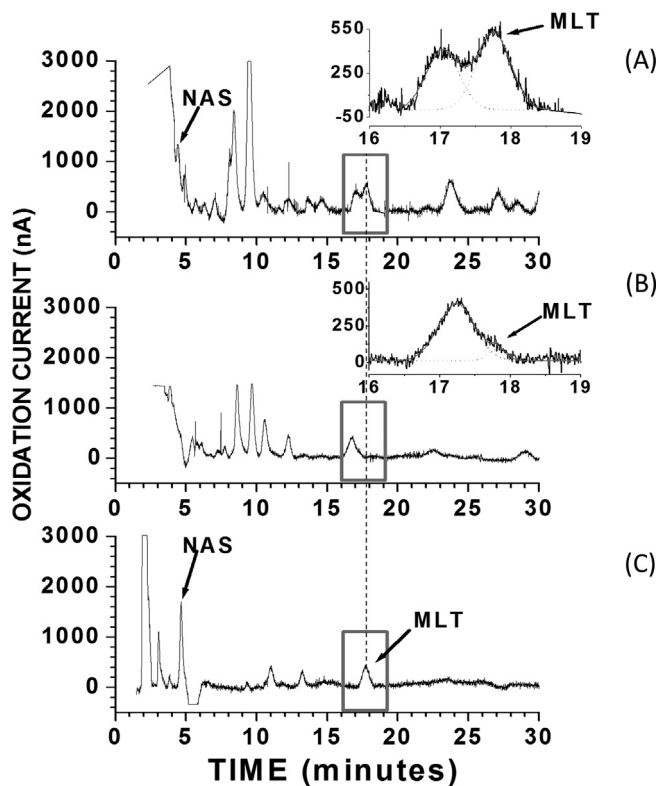 OXIDATION CURRENT (nA)
(A)
3000
2000
1000
0
NAS
0 5 10 15 20 25 30
550
250
-50
MLT
16 17 18 19
(B)
3000
2000
1000
0
0 5 10 15 20 25 30
500
250
0
MLT
16 17 18 19
(C)
3000
2000
1000
0
NAS
MLT
0 5 10 15 20 25 30
TIME (minutes)